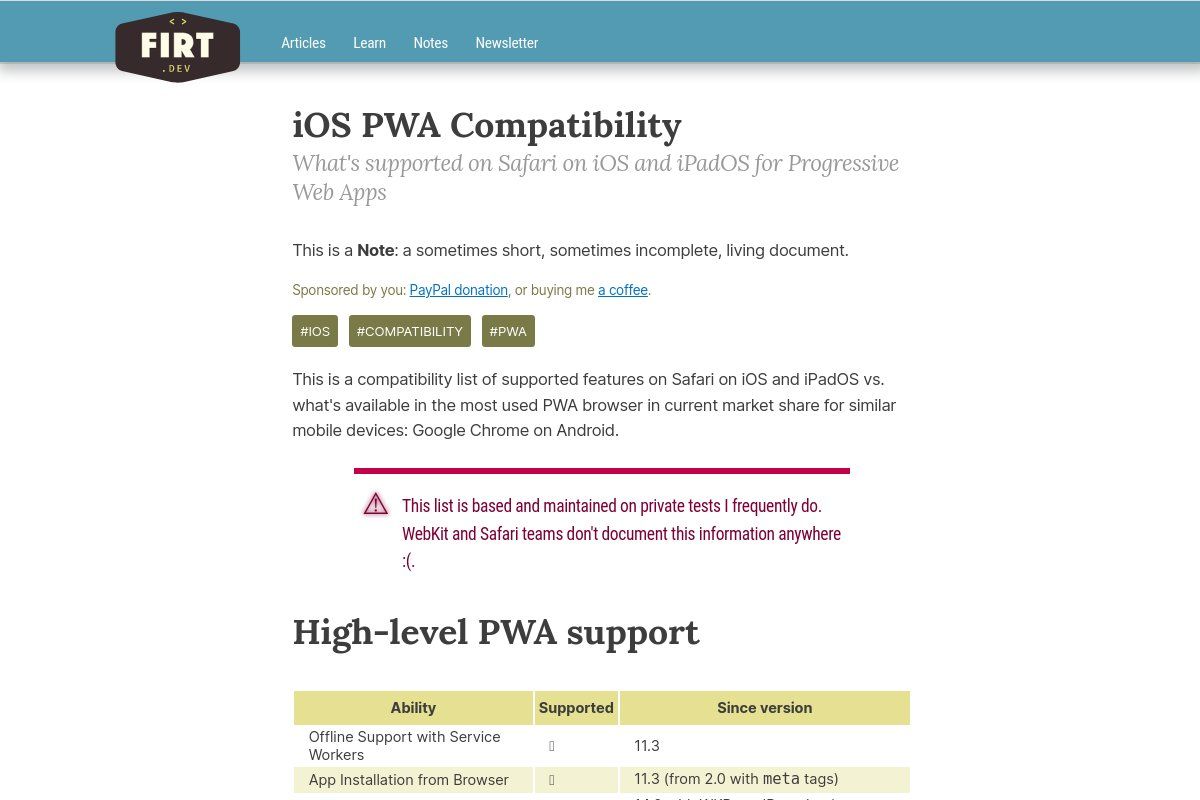 < >
FIRT
.DEV
Articles Learn Notes Newsletter
iOS PWA Compatibility
What's supported on Safari on iOS and iPadOS for Progressive
Web Apps
This is a Note: a sometimes short, sometimes incomplete, living document.
Sponsored by you: PayPal donation, or buying me a coffee.
#IOS #COMPATIBILITY #PWA
This is a compatibility list of supported features on Safari on iOS and iPadOS vs.
what's available in the most used PWA browser in current market share for similar
mobile devices: Google Chrome on Android.
This list is based and maintained on private tests I frequently do.
WebKit and Safari teams don't document this information anywhere
:(.
High-level PWA support
Ability Supported Since version
Offline Support with Service
Workers 11.3
App Installation from Browser 11.3 (from 2.0 with meta tags)